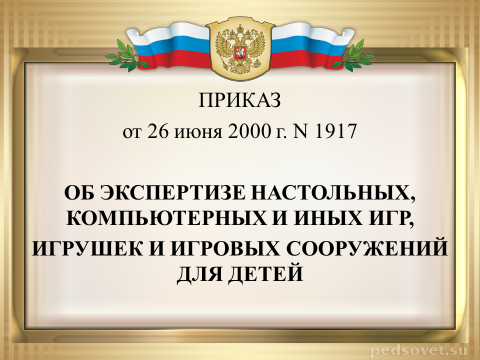 ПРИКАЗ
от 26 июня 2000 г. N 1917
ОБ ЭКСПЕРТИЗЕ НАСТОЛЬНЫХ,
КОМПЬЮТЕРНЫХ И ИНЫХ ИГР,
ИГРУШЕК И ИГРОВЫХ СООРУЖЕНИЙ
ДЛЯ ДЕТЕЙ
pedsovet.su